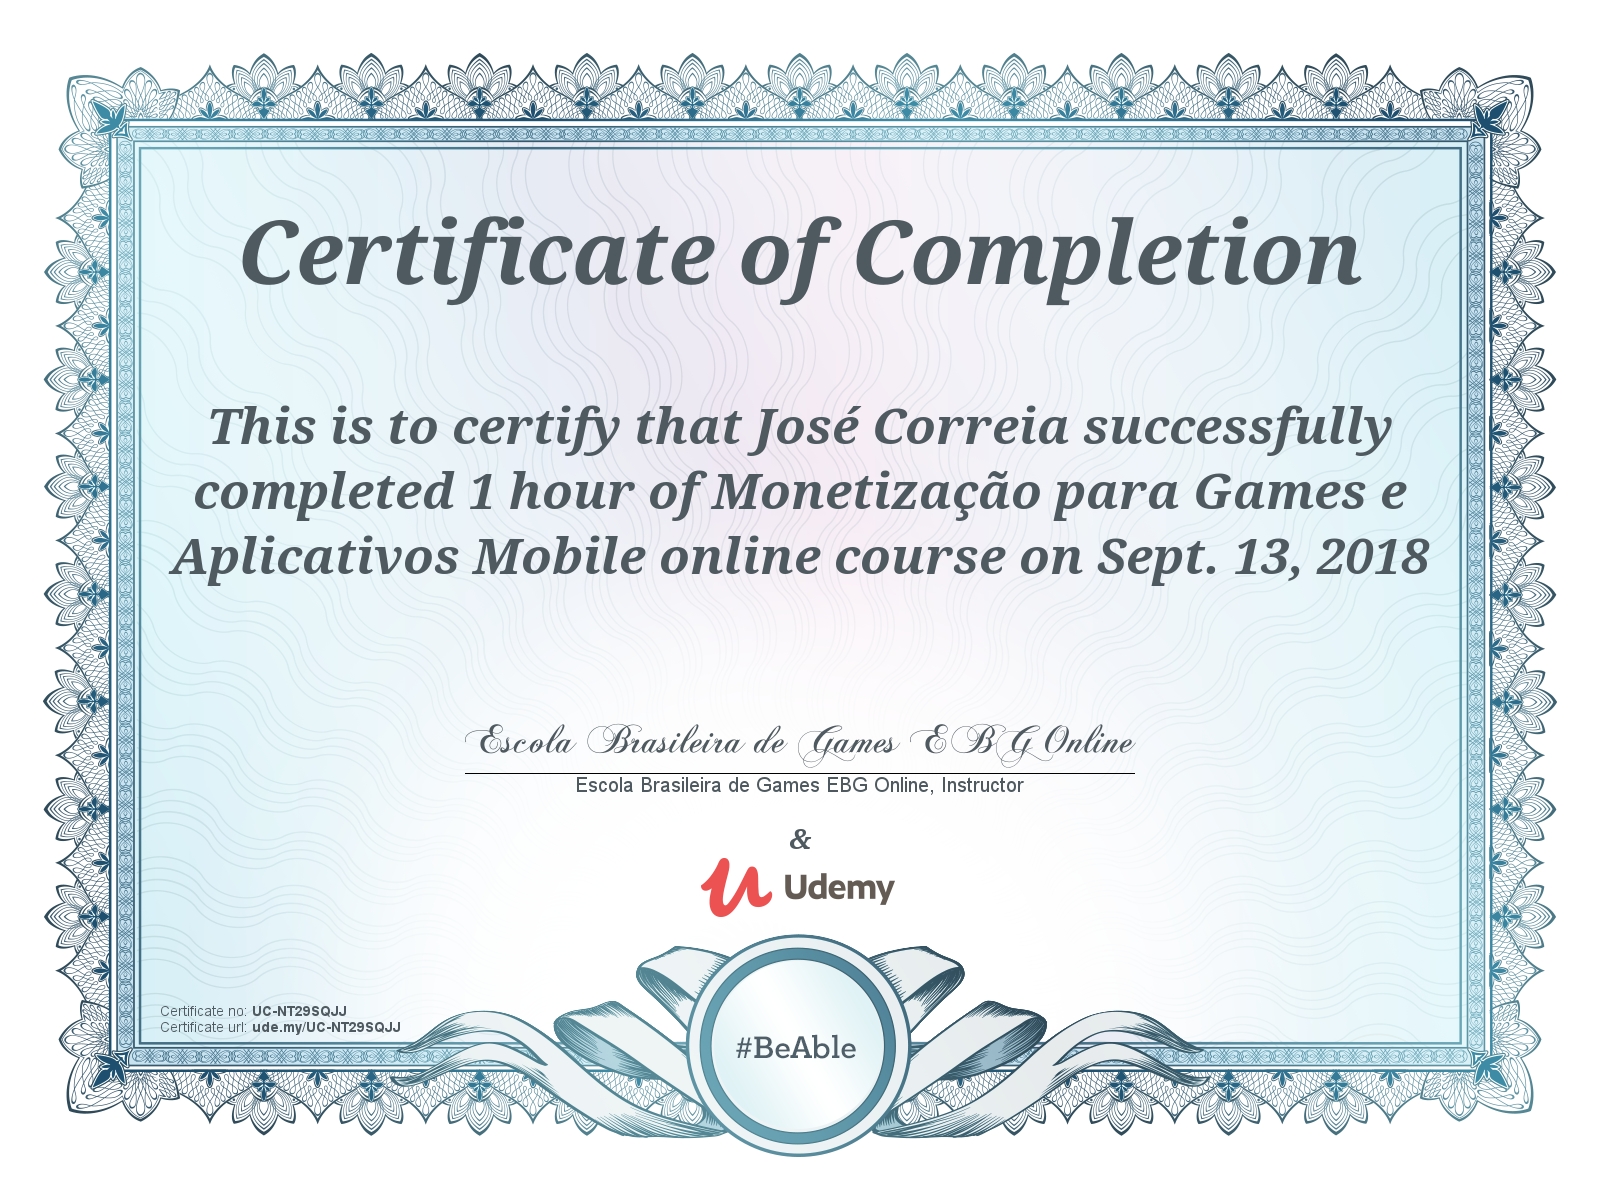 Certificate of Completion
This is to certify that José Correia successfully
completed 1 hour of Monetização para Games e
Aplicativos Mobile online course on Sept. 13, 2018
Escola Brasileira de Games EBG Online
Escola Brasileira de Games EBG Online, Instructor
&
Udemy
Certificate no: UC-NT29SQJJ
Certificate url: ude.my/UC-NT29SQJJ
#BeAble